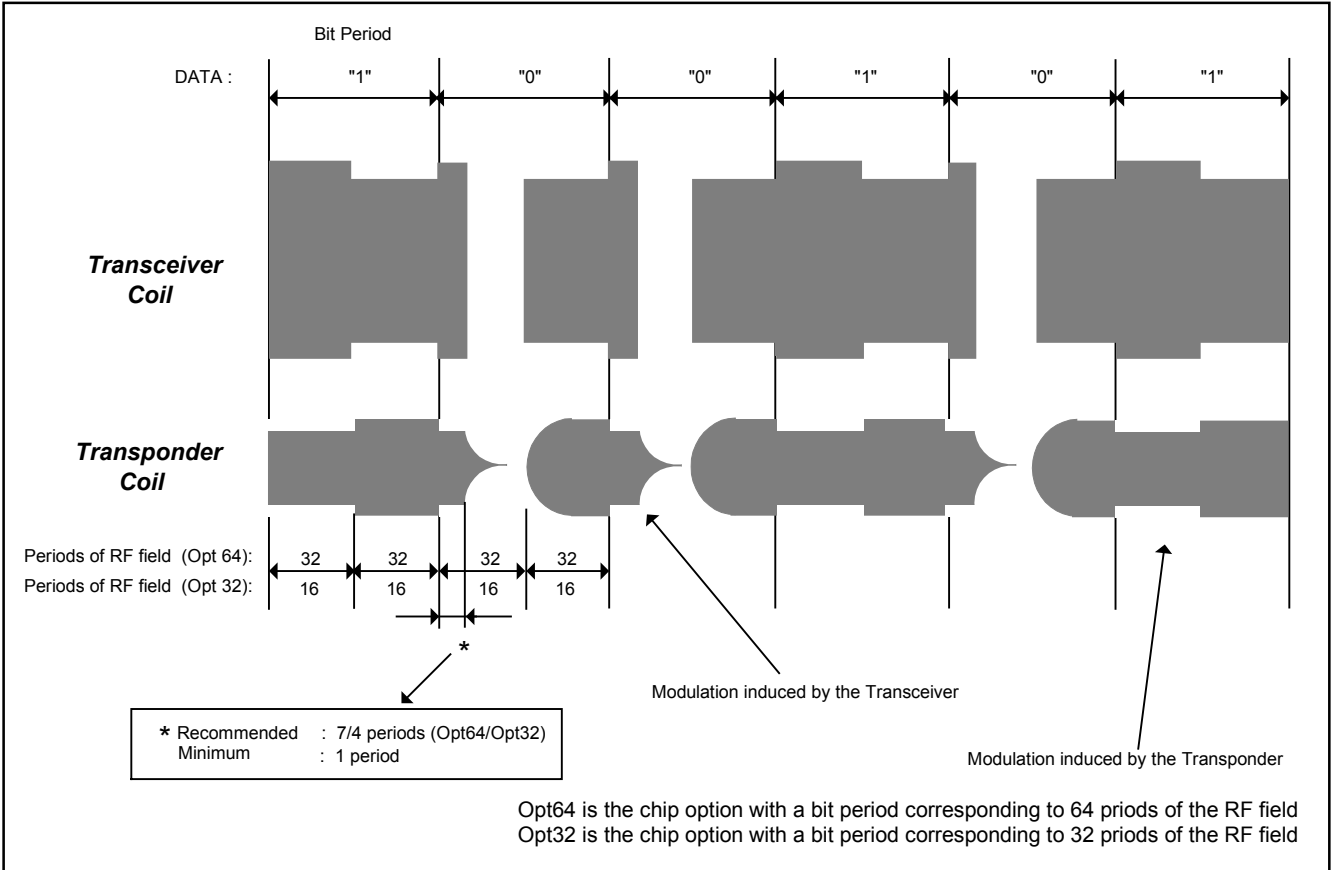 Bit Period
DATA : "1" "0" "0" "1" "0" "1"
Transceiver
Coil
Transponder
Coil
Periods of RF field (Opt 64): 32 32 32 32
Periods of RF field (Opt 32): 16 16 16 16
*
Modulation induced by the Transceiver
* Recommended : 7/4 periods (Opt64/Opt32)
Minimum : 1 period
Modulation induced by the Transponder
Opt64 is the chip option with a bit period corresponding to 64 priods of the RF field
Opt32 is the chip option with a bit period corresponding to 32 priods of the RF field